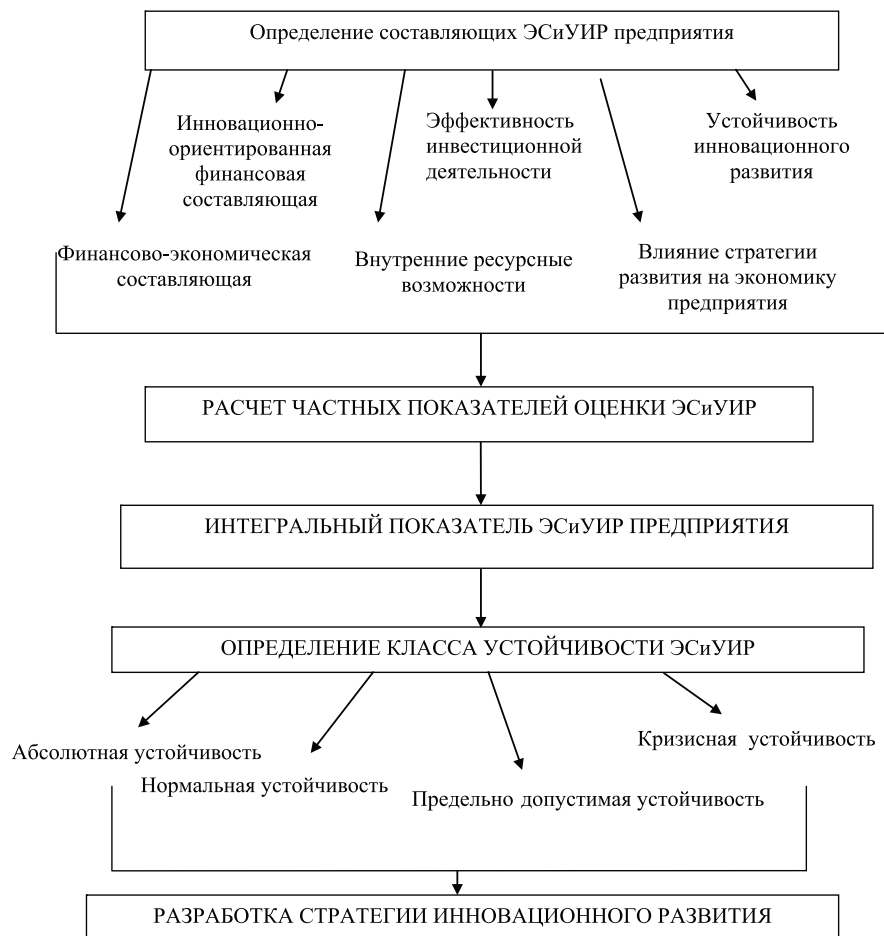 Определение составляющих ЭСиУИР предприятия
Инновационно-
ориентированная
финансовая
составляющая
Эффективность
инвестиционной
деятельности
Устойчивость
инновационного
развития
Финансово-экономическая
составляющая
Внутренние ресурсные
возможности
Влияние стратегии
развития на экономику
предприятия
РАСЧЕТ ЧАСТНЫХ ПОКАЗАТЕЛЕЙ ОЦЕНКИ ЭСиУИР
ИНТЕГРАЛЬНЫЙ ПОКАЗАТЕЛЬ ЭСиУИР ПРЕДПРИЯТИЯ
ОПРЕДЕЛЕНИЕ КЛАССА УСТОЙЧИВОСТИ ЭСиУИР
Абсолютная устойчивость
Нормальная устойчивость
Предельно допустимая устойчивость
Кризисная устойчивость
РАЗРАБОТКА СТРАТЕГИИ ИННОВАЦИОННОГО РАЗВИТИЯ